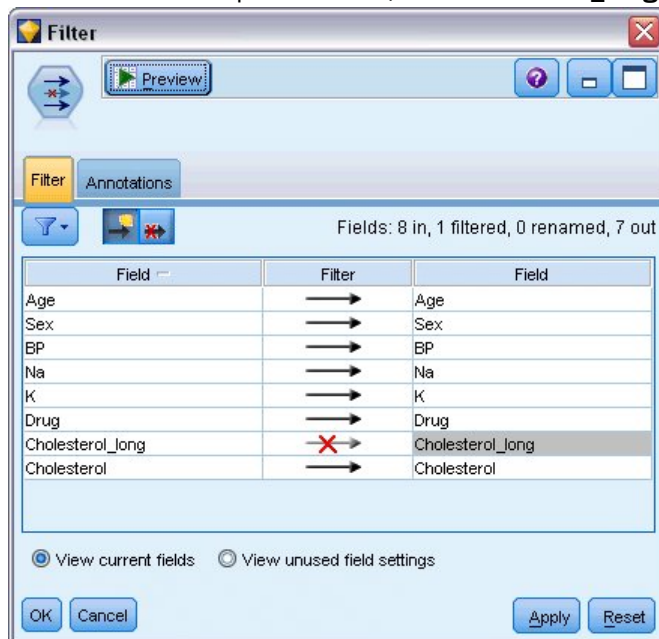 Filter
Preview
Filter Annotations
Fields: 8 in, 1 filtered, 0 renamed, 7 out
Field Filter Field
Age Age
Sex Sex
BP BP
Na Na
K K
Drug Drug
Cholesterol_long Cholesterol_long
Cholesterol Cholesterol
View current fields View unused field settings
OK Cancel Apply Reset